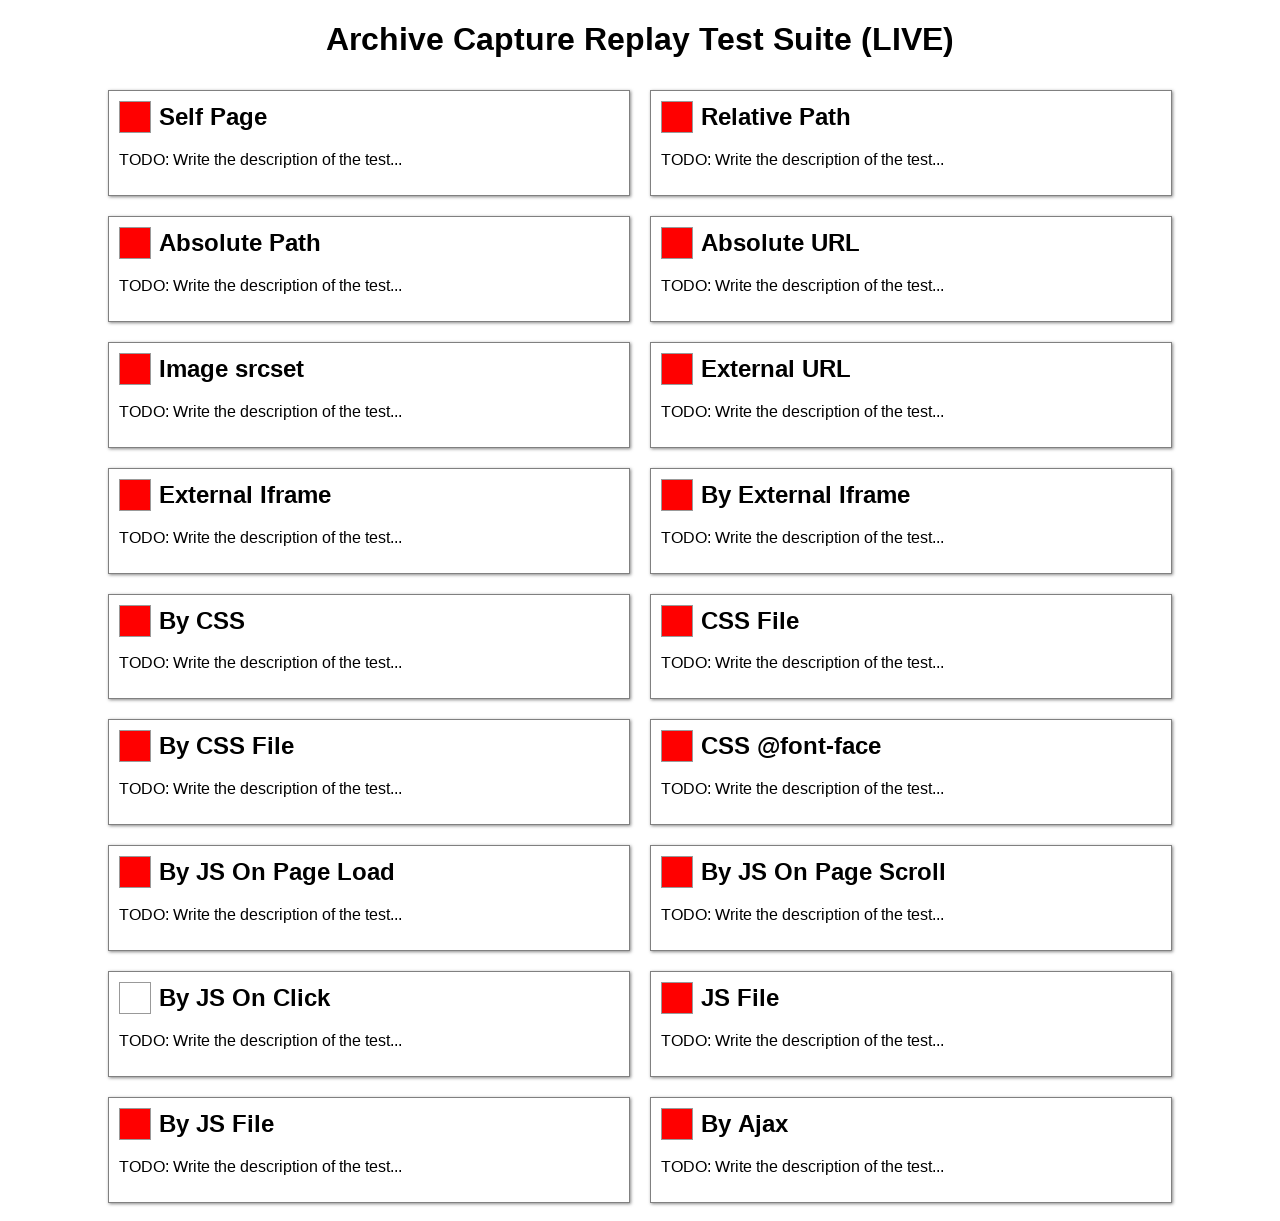 Archive Capture Replay Test Suite (LIVE)
Self Page
TODO: Write the description of the test...
Relative Path
TODO: Write the description of the test...
Absolute Path
TODO: Write the description of the test...
Absolute URL
TODO: Write the description of the test...
Image srcset
TODO: Write the description of the test...
External URL
TODO: Write the description of the test...
External Iframe
TODO: Write the description of the test...
By External Iframe
TODO: Write the description of the test...
By CSS
TODO: Write the description of the test...
CSS File
TODO: Write the description of the test...
By CSS File
TODO: Write the description of the test...
CSS @font-face
TODO: Write the description of the test...
By JS On Page Load
TODO: Write the description of the test...
By JS On Page Scroll
TODO: Write the description of the test...
By JS On Click
TODO: Write the description of the test...
JS File
TODO: Write the description of the test...
By JS File
TODO: Write the description of the test...
By Ajax
TODO: Write the description of the test...